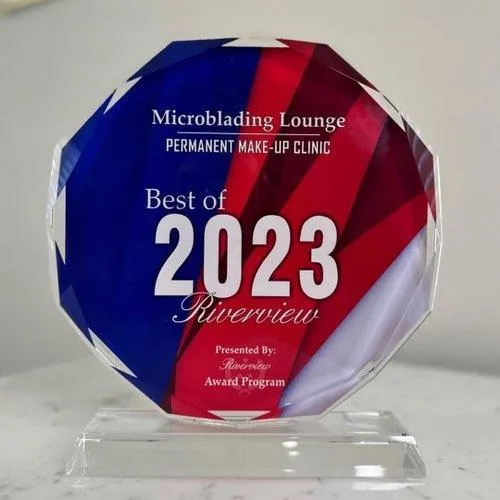 Microblading Lounge
PERMANENT MAKE-UP CLINIC
Best of
2023
Riverview
Presented By:
Riverview
Award Program